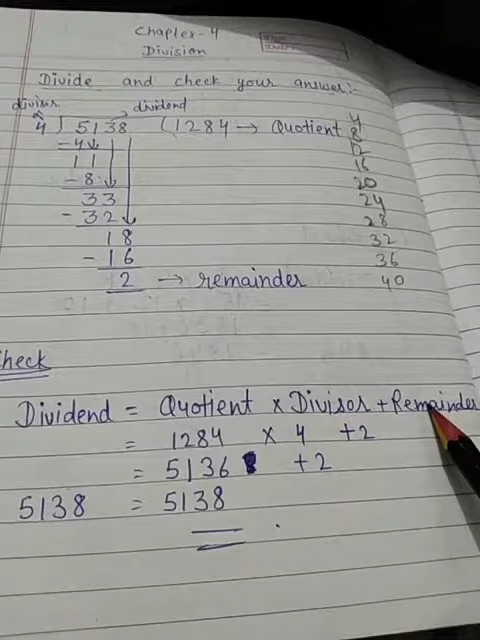 Chapter-4
Division
Divide and check your answer:-
divisor dividend
4) 5138 (1284 → Quotient
-4
11
-8
33
-32
18
-16
12 → remainder
4
8
12
16
20
24
28
32
36
40
Check
Dividend = Quotient x Divisor + Remainder
= 1284 x 4 +2
= 5136 +2
5138 = 5138